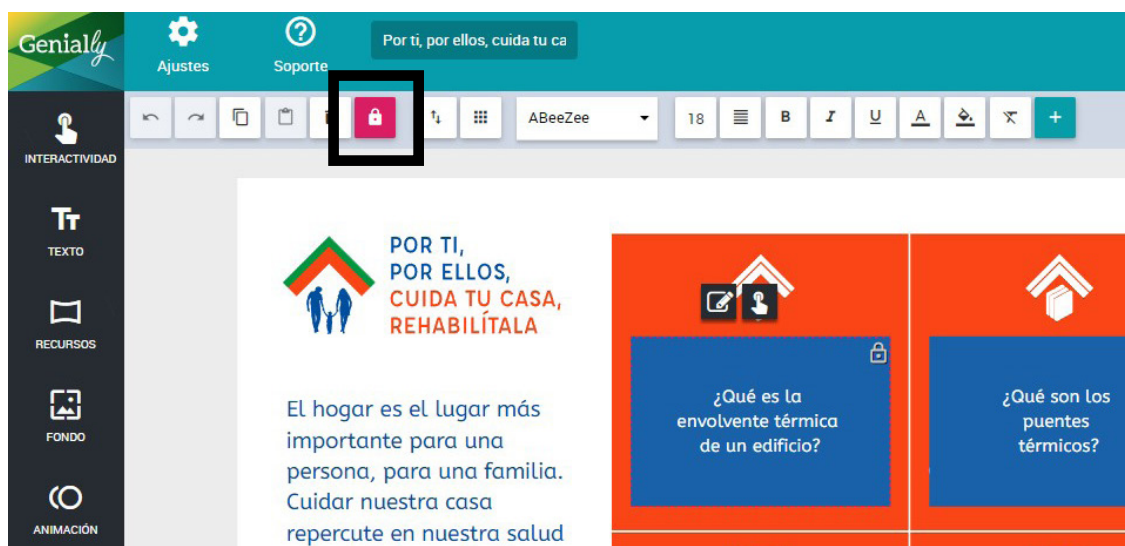 Genially
Ajustes
Soporte
Por ti, por ellos, cuida tu ca
ABeeZee
18
B
I
U
A
INTERACTIVIDAD
TEXTO
RECURSOS
FONDO
ANIMACIÓN
POR TI,
POR ELLOS,
CUIDA TU CASA,
REHABILÍTALA
El hogar es el lugar más
importante para una
persona, para una familia.
Cuidar nuestra casa
repercute en nuestra salud
¿Qué es la
envolvente térmica
de un edificio?
¿Qué son los
puentes
térmicos?